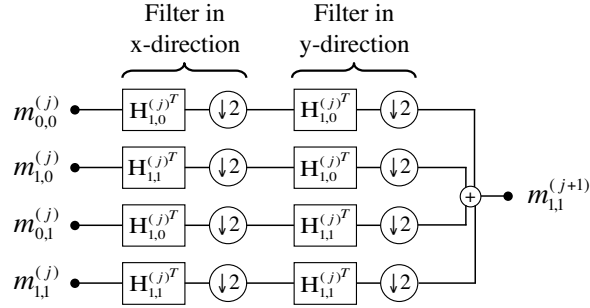 Filter in Filter in
x-direction y-direction
m_{0,0}^{(j)} H_{1,0}^{(j)^T} ↓2 H_{1,0}^{(j)^T} ↓2
m_{1,0}^{(j)} H_{1,1}^{(j)^T} ↓2 H_{1,0}^{(j)^T} ↓2
+ m_{1,1}^{(j+1)}
m_{0,1}^{(j)} H_{1,0}^{(j)^T} ↓2 H_{1,1}^{(j)^T} ↓2
m_{1,1}^{(j)} H_{1,1}^{(j)^T} ↓2 H_{1,1}^{(j)^T} ↓2